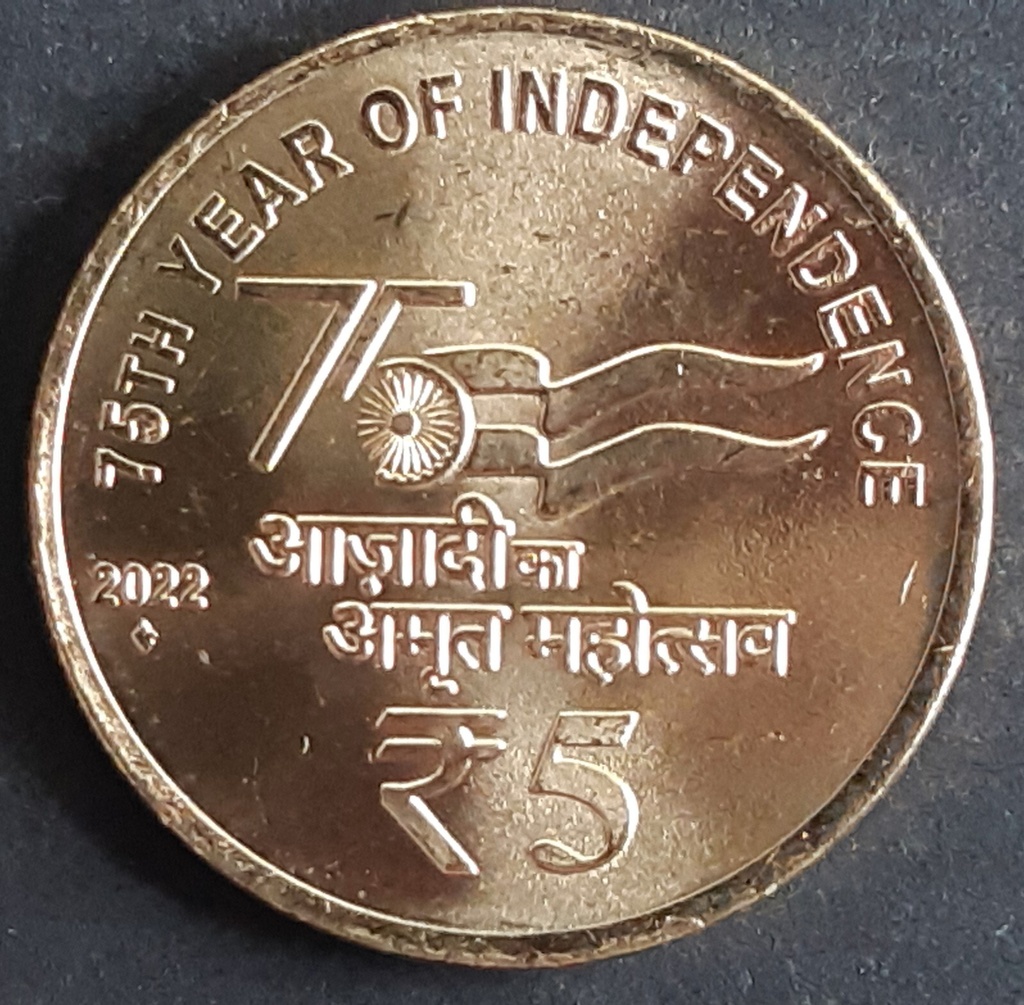 75TH YEAR OF INDEPENDENCE
75
आज़ादी का
अमृत महोत्सव
2022
₹5